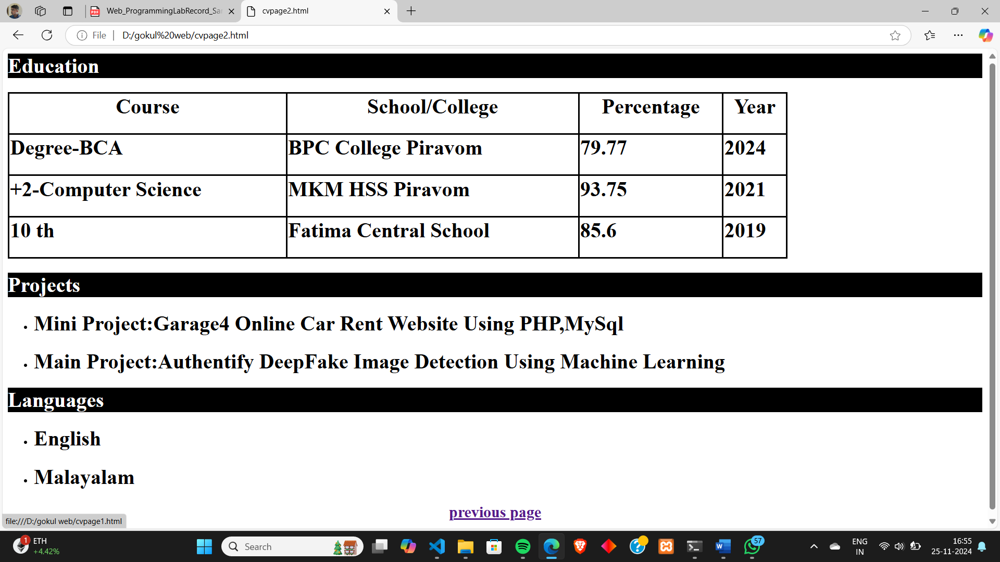 Web_ProgrammingLabRecord_Sar
cvpage2.html
File
D:/gokul%20web/cvpage2.html
Education
Course School/College Percentage Year
Degree-BCA BPC College Piravom 79.77 2024
+2-Computer Science MKM HSS Piravom 93.75 2021
10 th Fatima Central School 85.6 2019
Projects
Mini Project:Garage4 Online Car Rent Website Using PHP,MySql
Main Project:Authentify DeepFake Image Detection Using Machine Learning
Languages
English
Malayalam
previous page
file:///D:/gokul web/cvpage1.html
1
ETH
+4.42%
Search
57
ENG
IN
16:55
25-11-2024